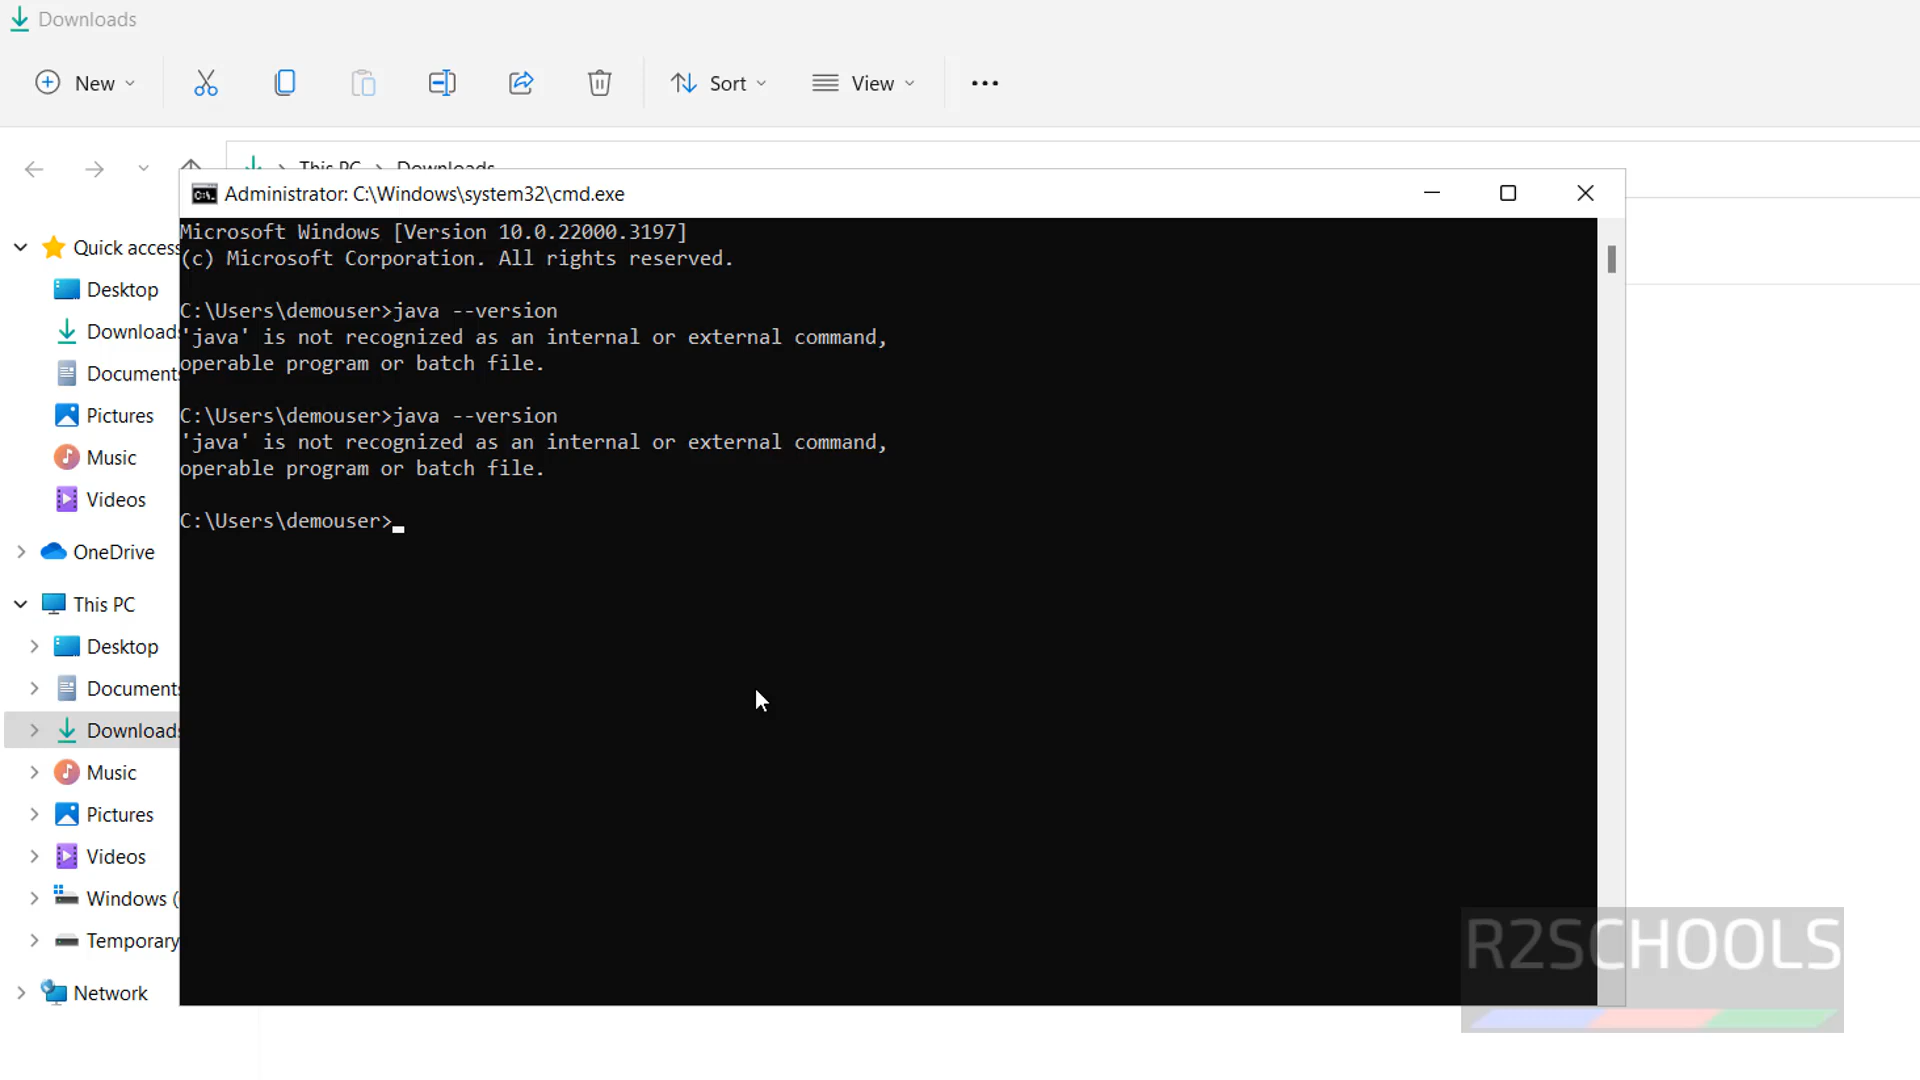 Downloads
New
Sort
View
This PC > Downloads
Administrator: C:\Windows\system32\cmd.exe
Microsoft Windows [Version 10.0.22000.3197]
(c) Microsoft Corporation. All rights reserved.
C:\Users\demouser>java --version
'java' is not recognized as an internal or external command,
operable program or batch file.
C:\Users\demouser>java --version
'java' is not recognized as an internal or external command,
operable program or batch file.
C:\Users\demouser>
Quick access
Desktop
Downloads
Documents
Pictures
Music
Videos
OneDrive
This PC
Desktop
Documents
Downloads
Music
Pictures
Videos
Windows (
Temporary
Network
R2SCHOOLS